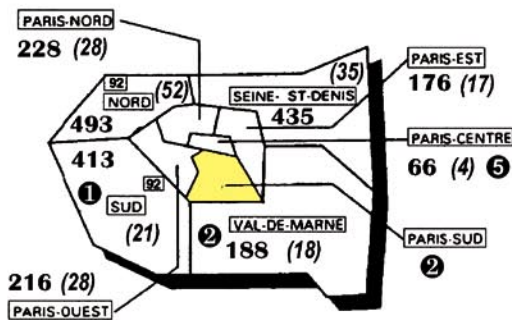 PARIS-NORD
228 (28)
92
NORD
(52)
493
SEINE- ST-DENIS
435
(35)
PARIS-EST
176 (17)
PARIS-CENTRE
66 (4) ❺
413
❶
92
SUD
(21)
❷
VAL-DE-MARNE
188 (18)
PARIS-SUD
❷
216 (28)
PARIS-OUEST